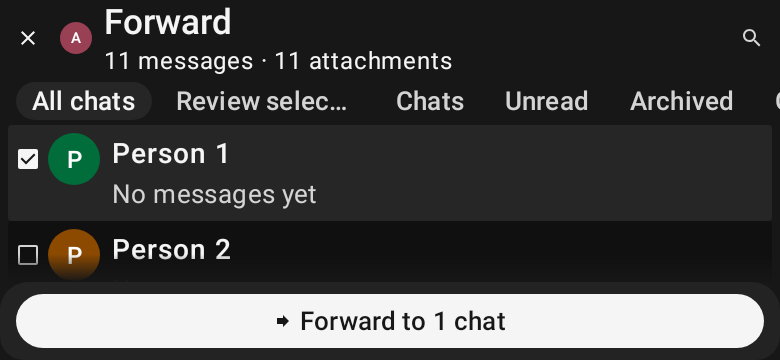 A
Forward
11 messages · 11 attachments
All chats
Review selec...
Chats
Unread
Archived
P
Person 1
No messages yet
P
Person 2
Forward to 1 chat